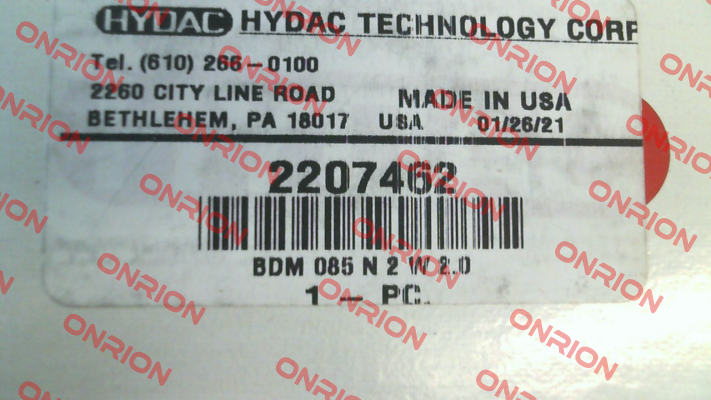 HYDAC HYDAC TECHNOLOGY CORP
Tel. (610) 266-0100
2260 CITY LINE ROAD MADE IN USA
BETHLEHEM, PA 18017 USA 01/26/21
2207462
BDM 085 N 2 W 2.0
1 - PC.
ONRION